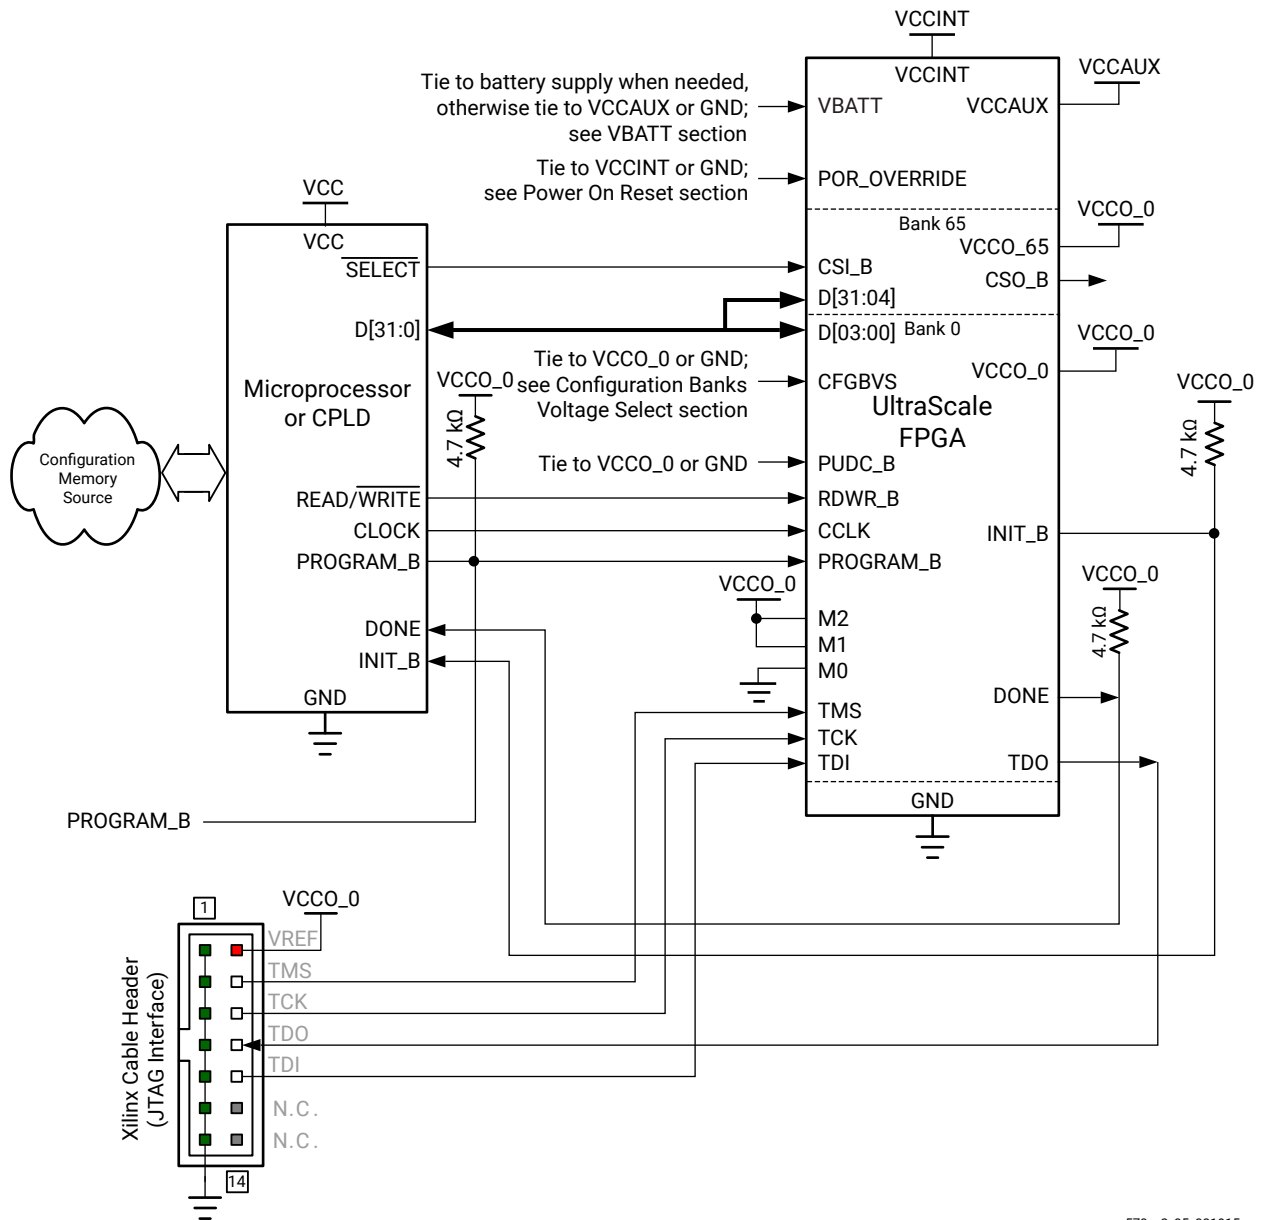 VCCINT
VCCINT
VCCAUX
Tie to battery supply when needed,
otherwise tie to VCCAUX or GND;
see VBATT section
VBATT
VCCAUX
Tie to VCCINT or GND;
see Power On Reset section
POR_OVERRIDE
VCC
VCC
Bank 65
VCCO_0
VCCO_65
SELECT
CSI_B
CSO_B
D[31:04]
D[31:0]
D[03:00]
Bank 0
VCCO_0
VCCO_0
Tie to VCCO_0 or GND;
see Configuration Banks
Voltage Select section
CFGBVS
UltraScale
FPGA
Microprocessor
or CPLD
VCCO_0
4.7 kΩ
VCCO_0
4.7 kΩ
Configuration
Memory
Source
Tie to VCCO_0 or GND
PUDC_B
READ/WRITE
RDWR_B
CLOCK
CCLK
PROGRAM_B
PROGRAM_B
INIT_B
VCCO_0
VCCO_0
4.7 kΩ
M2
M1
M0
DONE
INIT_B
GND
DONE
TMS
TCK
TDI
TDO
GND
PROGRAM_B
1
VCCO_0
VREF
TMS
TCK
TDO
TDI
N.C.
N.C.
Xilinx Cable Header
(JTAG Interface)
14